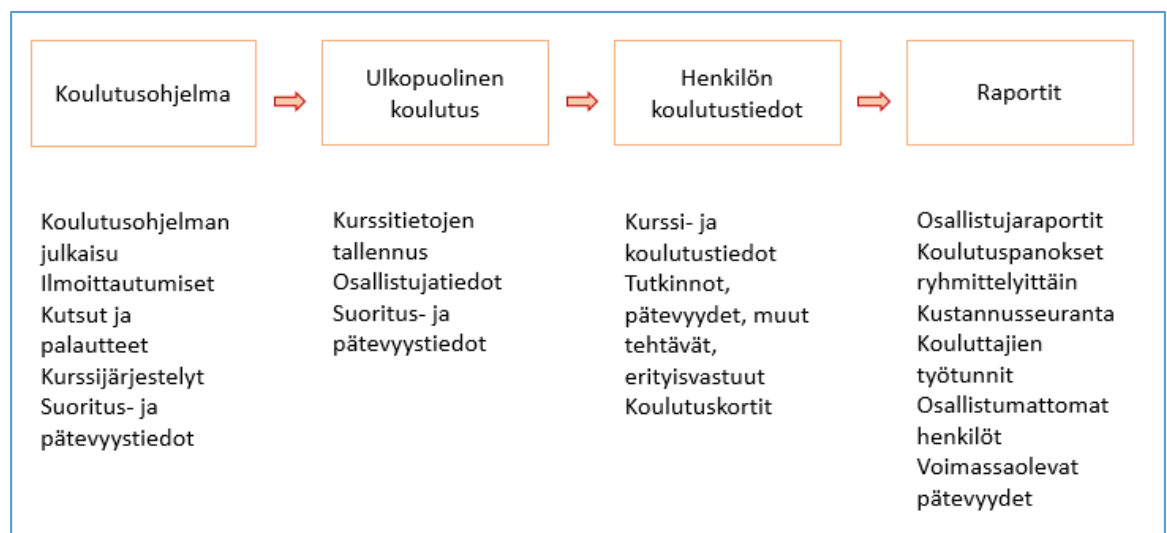 Koulutusohjelma
Ulkopuolinen
koulutus
Henkilön
koulutustiedot
Raportit
Koulutusohjelman
julkaisu
Ilmoittautumiset
Kutsut ja
palautteet
Kurssijärjestelyt
Suoritus- ja
pätevyystiedot
Kurssitietojen
tallennus
Osallistujatiedot
Suoritus- ja
pätevyystiedot
Kurssi- ja
koulutustiedot
Tutkinnot,
pätevyydet, muut
tehtävät,
erityisvastuut
Koulutuskortit
Osallistujaraportit
Koulutuspanokset
ryhmittelyittäin
Kustannusseuranta
Kouluttajien
työtunnit
Osallistumattomat
henkilöt
Voimassaolevat
pätevyydet